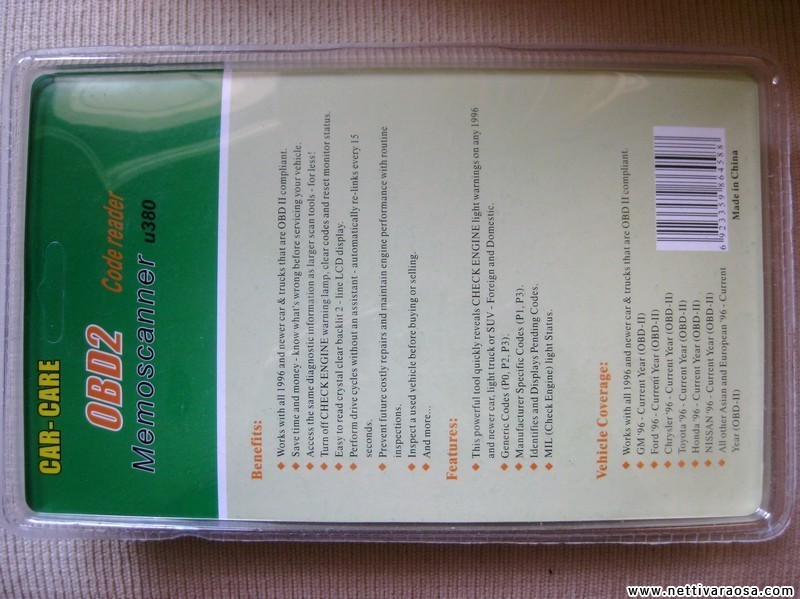 CAR- CARE
OBD2 Code reader
Memoscanner u380
Benefits:
Works with all 1996 and newer car & trucks that are OBD II compliant.
Save time and money - know what's wrong before servicing your vehicle.
Access the same diagnostic information as larger scan tools - for less!
Turn off CHECK ENGINE warning lamp, clear codes and reset monitor status.
Easy to read crystal clear backlit 2 - line LCD display.
Perform drive cycles without an assistant - automatically re-links every 15
seconds.
Prevent future costly repairs and maintain engine performance with routine
inspections.
Inspect a used vehicle before buying or selling.
And more...
Features:
This powerful tool quickly reveals CHECK ENGINE light warnings on any 1996
and newer car, light truck or SUV - Foreign and Domestic.
Generic Codes (P0, P2, P3);
Manufacturer Specific Codes (P1, P3).
Identifies and Displays Pending Codes.
MIL (Check Engine) light Status.
Vehicle Coverage:
Works with all 1996 and newer car & trucks that are OBD II compliant.
GM '96 - Current Year (OBD-II)
Ford '96 - Current Year (OBD-II)
Chrysler '96 - Current Year (OBD-II)
Toyota '96 - Current Year (OBD-II)
Honda '96 - Current Year (OBD-II)
NISSAN '96 - Current Year (OBD-II)
All other Asian and European '96 - Current
Year (OBD-II)
6 923359 864588
Made in China
www.nettivaraosa.com